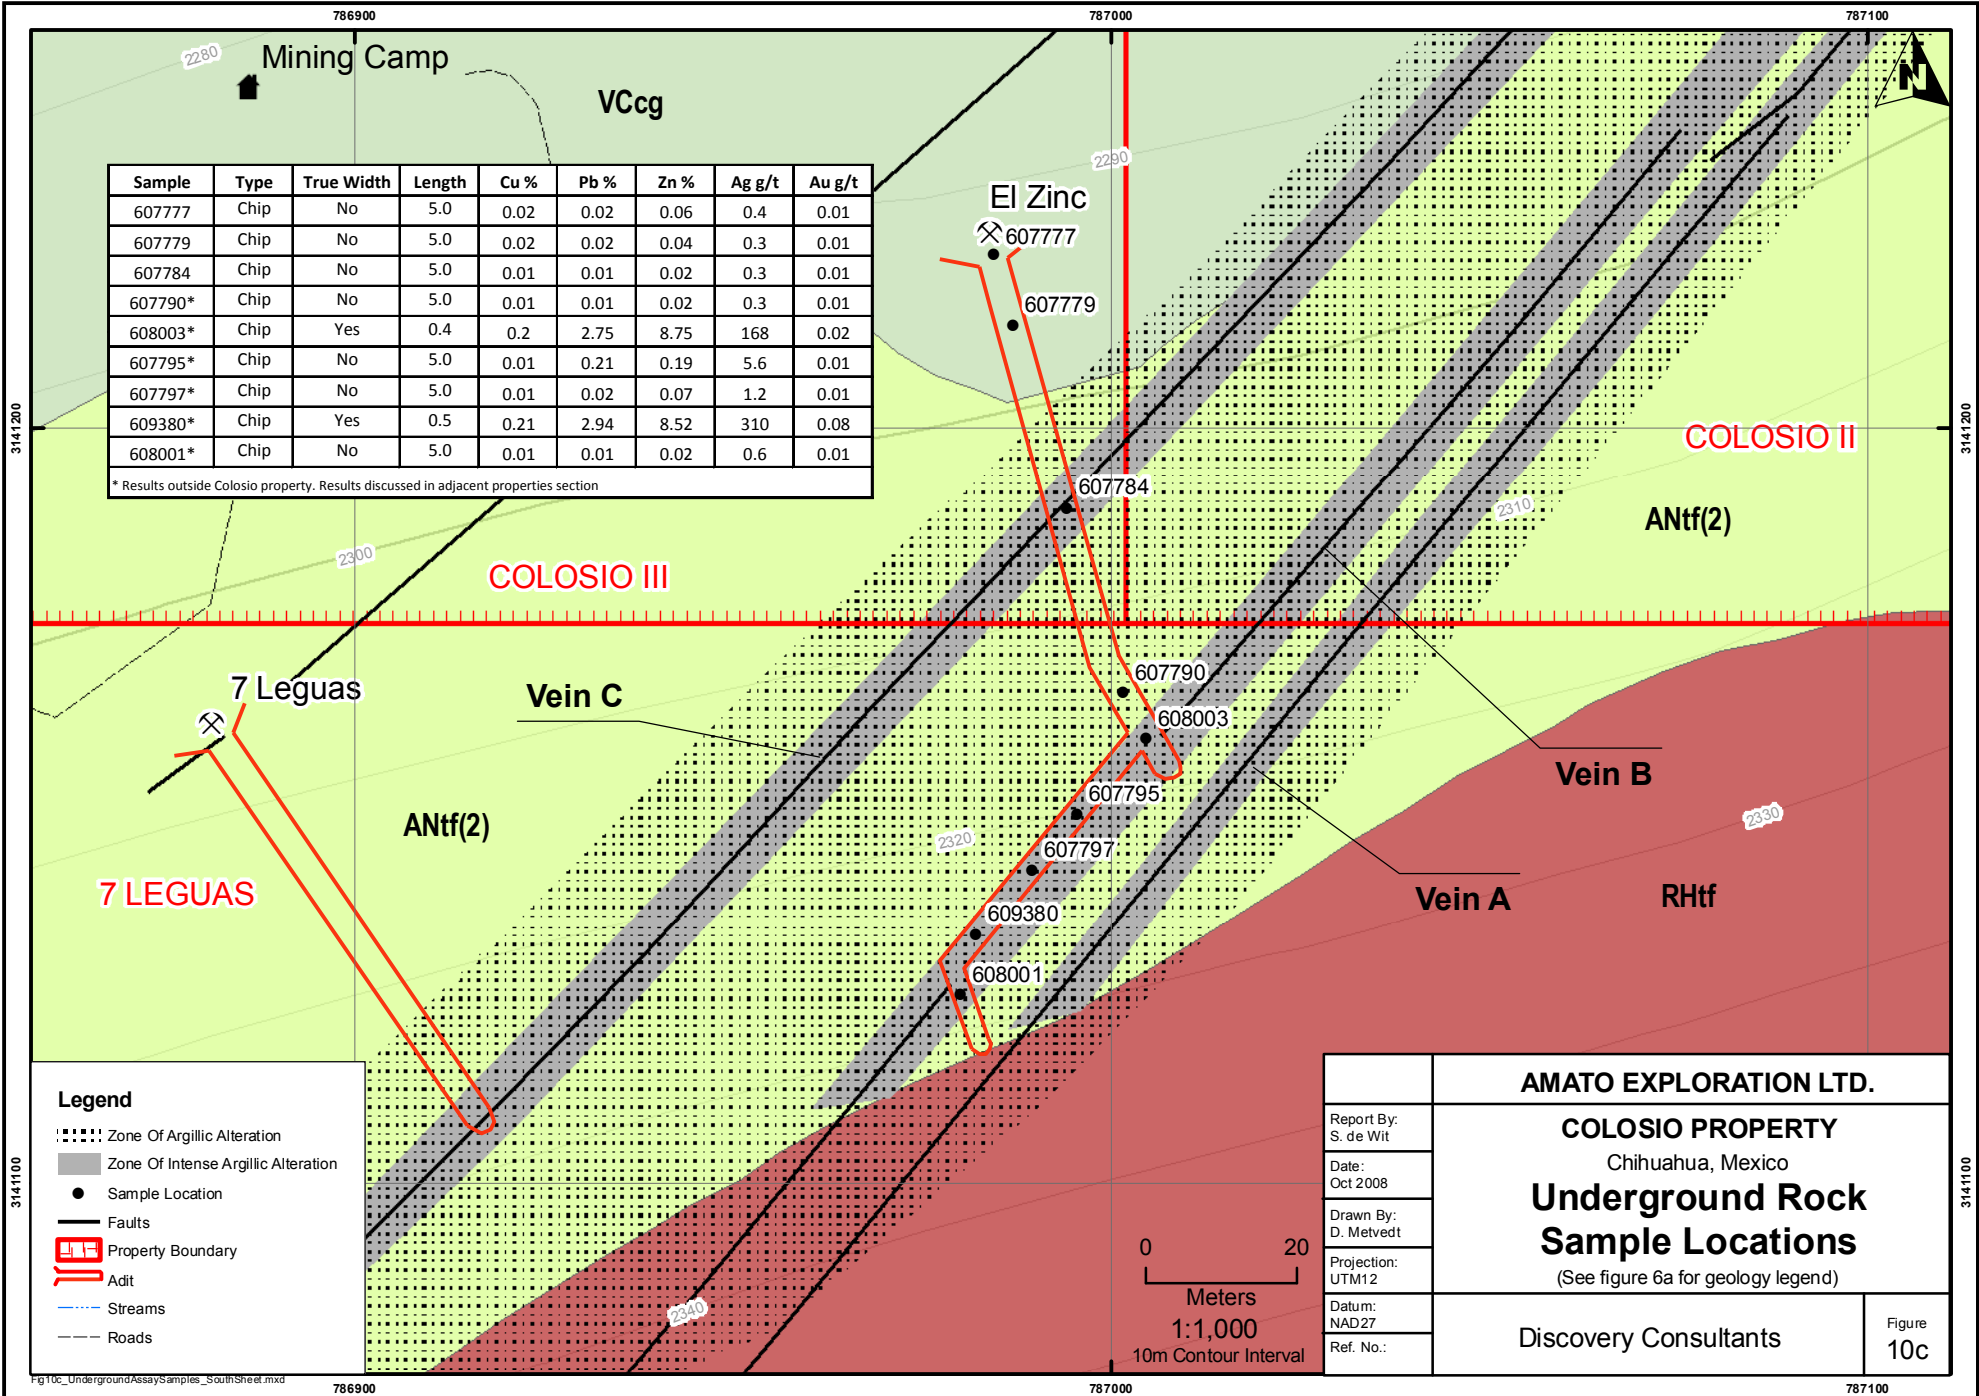 786900 787000 787100
2280
Mining Camp
VCcg
2290
El Zinc
Sample Type True Width Length Cu % Pb % Zn % Ag g/t Au g/t
607777 Chip No 5.0 0.02 0.02 0.06 0.4 0.01
607779 Chip No 5.0 0.02 0.02 0.04 0.3 0.01
607784 Chip No 5.0 0.01 0.01 0.02 0.3 0.01
607790* Chip No 5.0 0.01 0.01 0.02 0.3 0.01
608003* Chip Yes 0.4 0.2 2.75 8.75 168 0.02
607795* Chip No 5.0 0.01 0.21 0.19 5.6 0.01
607797* Chip No 5.0 0.01 0.02 0.07 1.2 0.01
609380* Chip Yes 0.5 0.21 2.94 8.52 310 0.08
608001* Chip No 5.0 0.01 0.01 0.02 0.6 0.01
* Results outside Colosio property. Results discussed in adjacent properties section
N
607777
607779
3141200
3141200
COLOSIO II
607784
2310
ANtf(2)
2300
COLOSIO III
607790
7 Leguas
Vein C
608003
Vein B
607795
2330
ANtf(2)
2320
607797
7 LEGUAS
Vein A
RHtf
609380
608001
Legend
Zone Of Argillic Alteration
Zone Of Intense Argillic Alteration
Sample Location
Faults
Property Boundary
Adit
Streams
Roads
3141100
3141100
2340
0 20
Meters
1:1,000
10m Contour Interval
AMATO EXPLORATION LTD.
Report By:
S. de Wit
Date:
Oct 2008
Drawn By:
D. Metvedt
Projection:
UTM12
Datum:
NAD27
Ref. No.:
COLOSIO PROPERTY
Chihuahua, Mexico
Underground Rock
Sample Locations
(See figure 6a for geology legend)
Discovery Consultants
Figure
10c
Fig10c_UndergroundAssaySamples_SouthSheet.mxd
786900 787000 787100